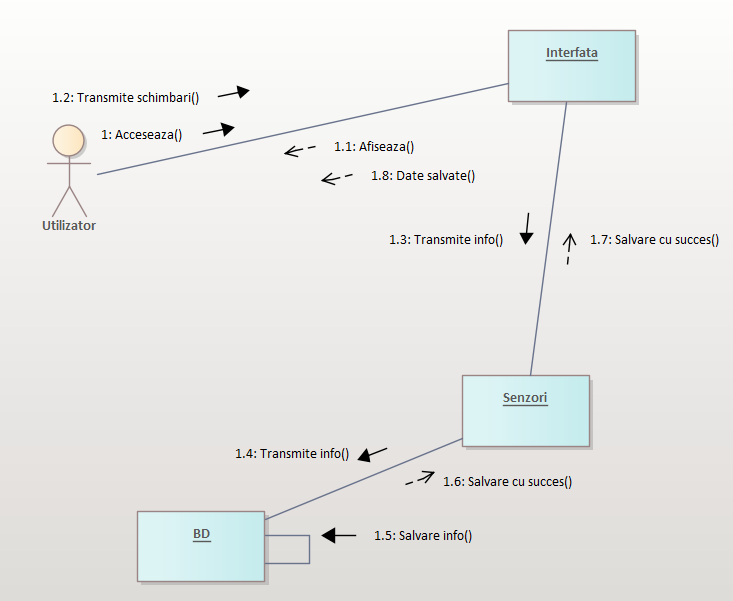 Interfata
1.2: Transmite schimbari()
1: Acceseaza()
1.1: Afiseaza()
1.8: Date salvate()
Utilizator
1.3: Transmite info()
1.7: Salvare cu succes()
Senzori
1.4: Transmite info()
1.6: Salvare cu succes()
BD
1.5: Salvare info()